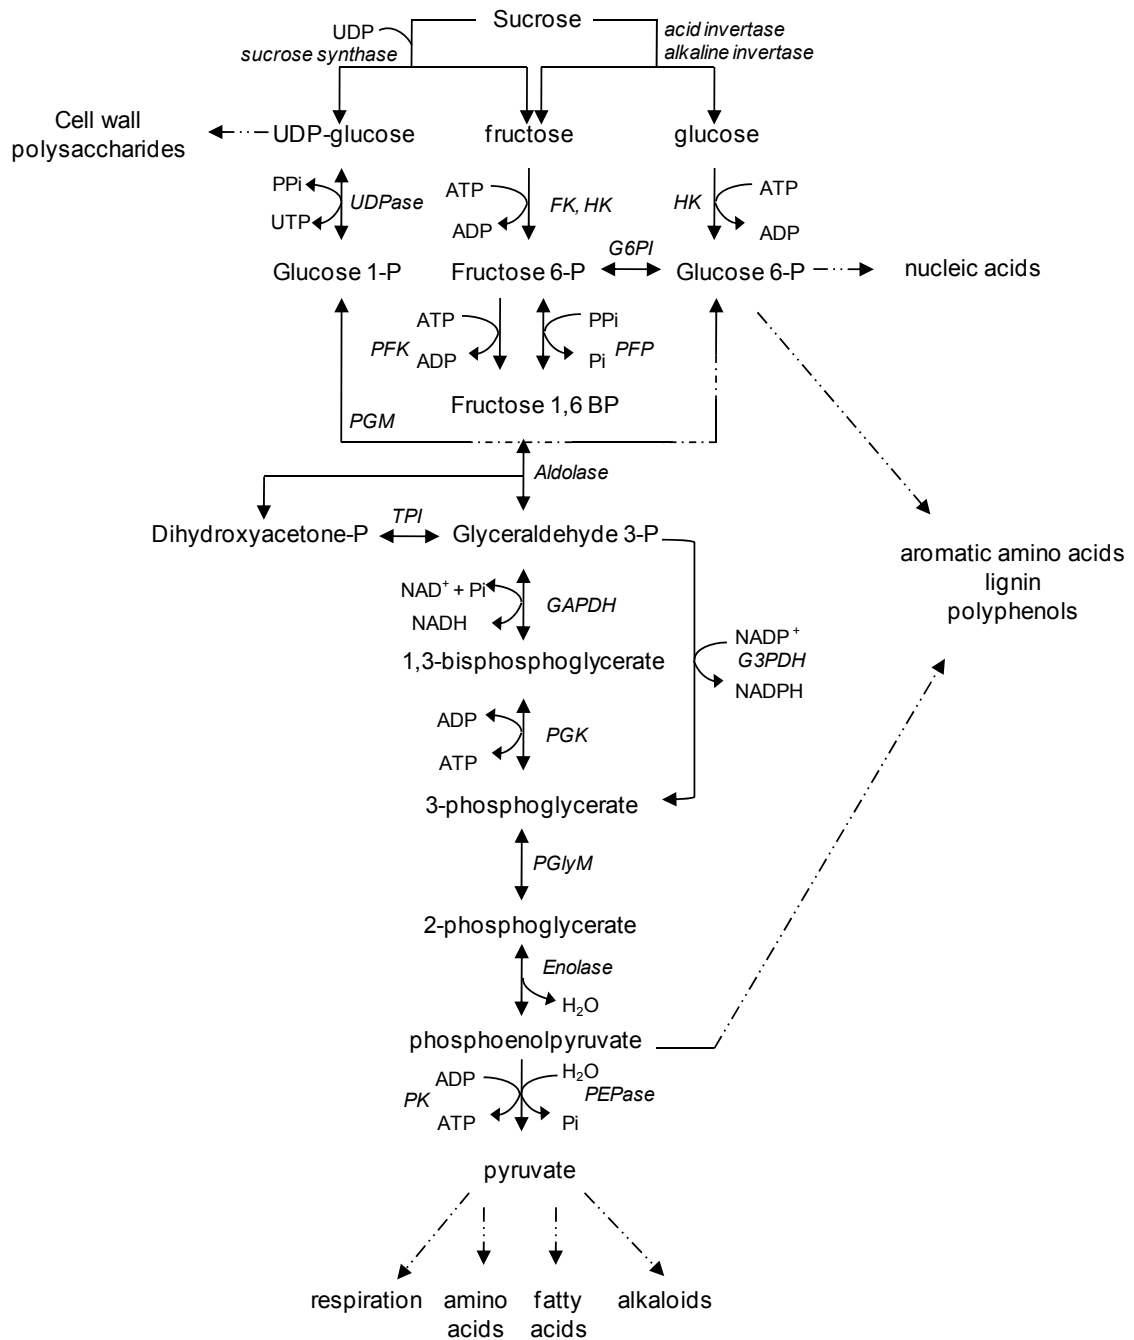 Sucrose
UDP
sucrose synthase
acid invertase
alkaline invertase
Cell wall
polysaccharides
UDP-glucose
fructose
glucose
PPi
UTP
UDPase
ATP
ADP
FK, HK
HK
ATP
ADP
G6PI
Glucose 1-P
Fructose 6-P
Glucose 6-P
nucleic acids
ATP
PFK
ADP
PPi
Pi
PFP
Fructose 1,6 BP
PGM
Aldolase
Dihydroxyacetone-P
TPI
Glyceraldehyde 3-P
aromatic amino acids
lignin
polyphenols
NAD+ + Pi
NADH
GAPDH
NADP +
G3PDH
NADPH
1,3-bisphosphoglycerate
ADP
ATP
PGK
3-phosphoglycerate
PGlyM
2-phosphoglycerate
Enolase
H2O
phosphoenolpyruvate
ADP
PK
ATP
H2O
PEPase
Pi
pyruvate
respiration
amino
acids
fatty
acids
alkaloids